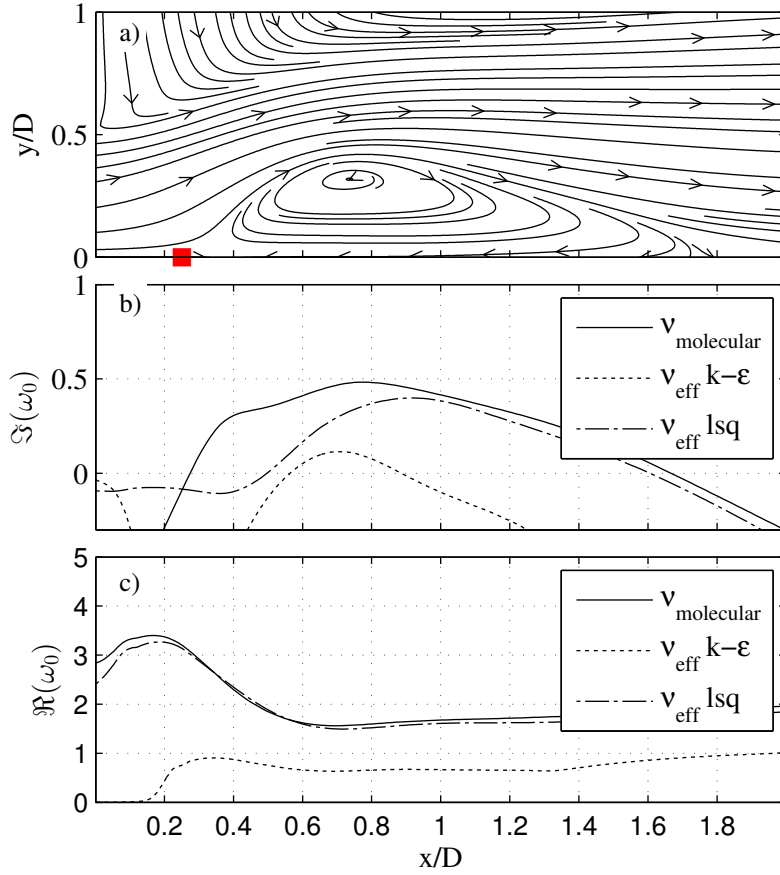 a)
1
0.5
0
y/D
b)
1
0.5
0
ℑ(ω₀)
ν_molecular
ν_eff k−ε
ν_eff lsq
c)
5
4
3
2
1
0
ℜ(ω₀)
ν_molecular
ν_eff k−ε
ν_eff lsq
0.2 0.4 0.6 0.8 1 1.2 1.4 1.6 1.8
x/D